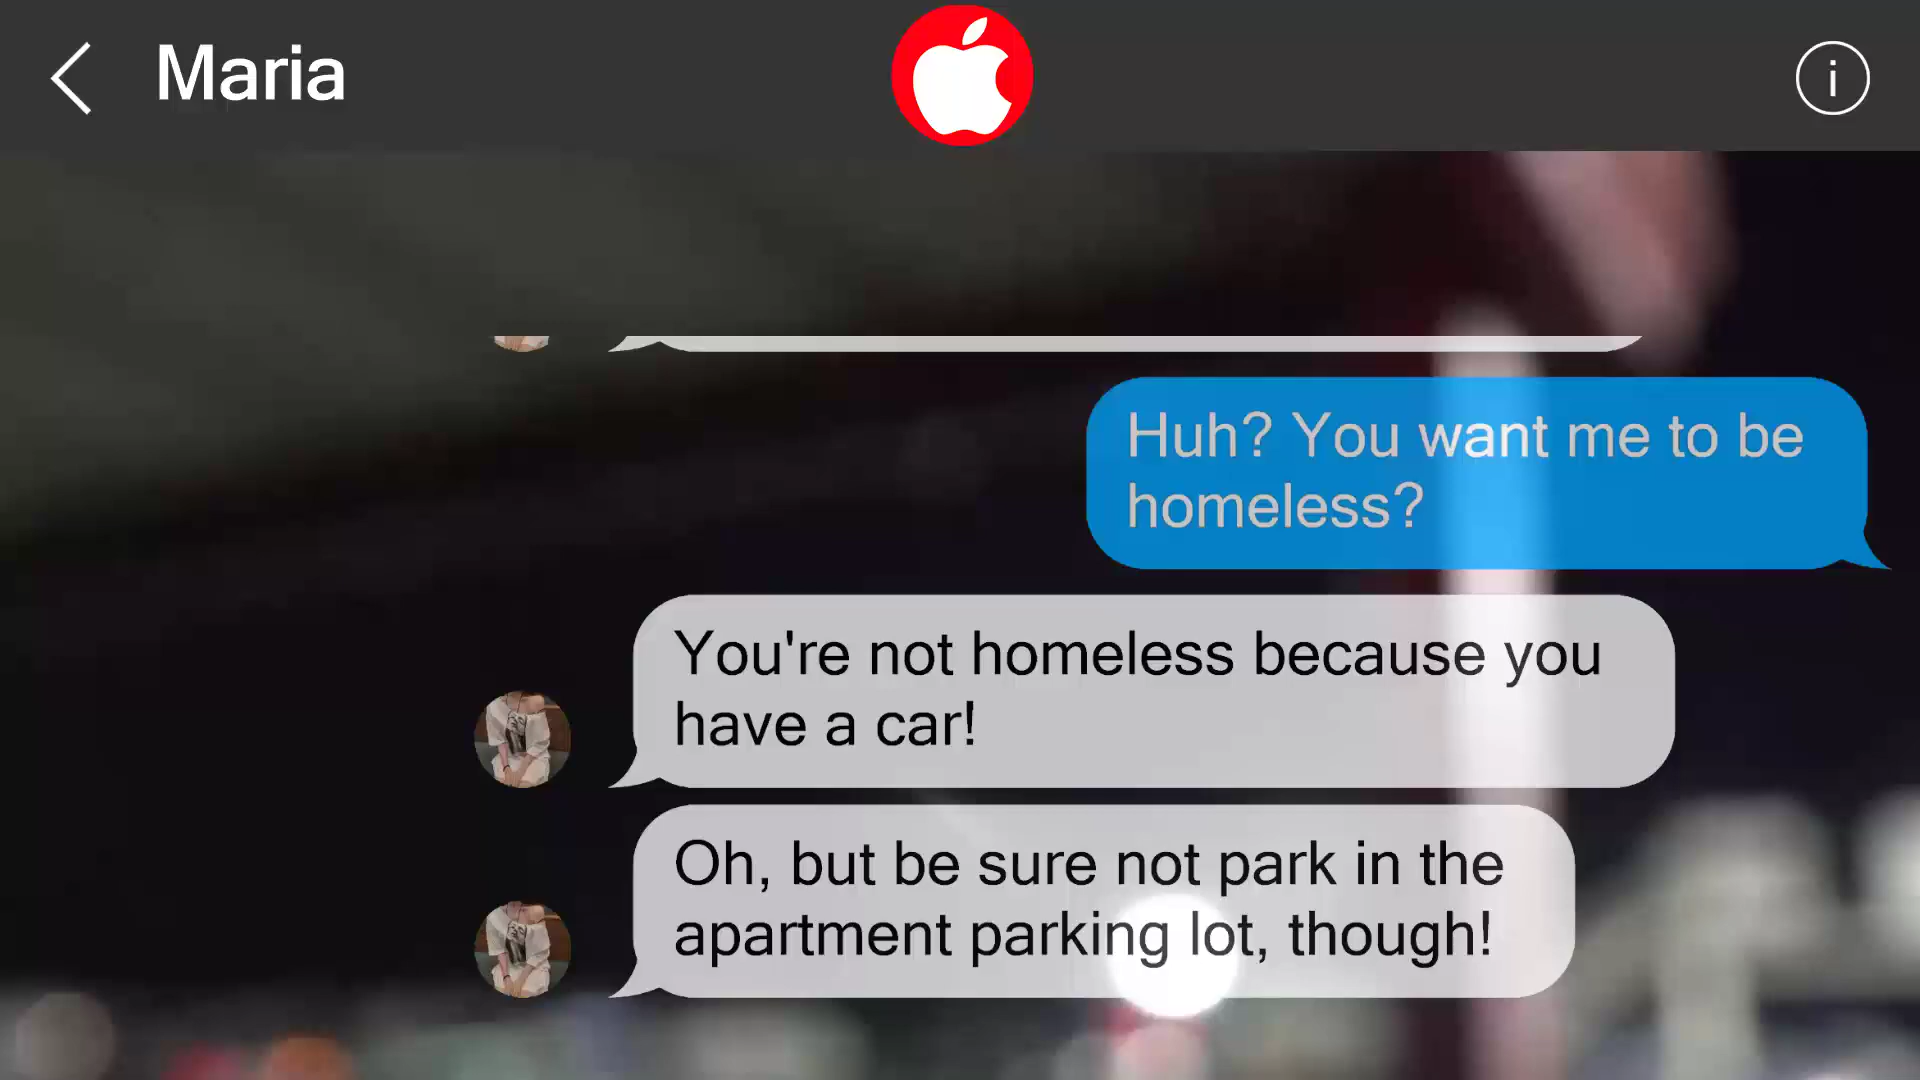 Maria
i
Huh? You want me to be
homeless?
You're not homeless because you
have a car!
Oh, but be sure not park in the
apartment parking lot, though!